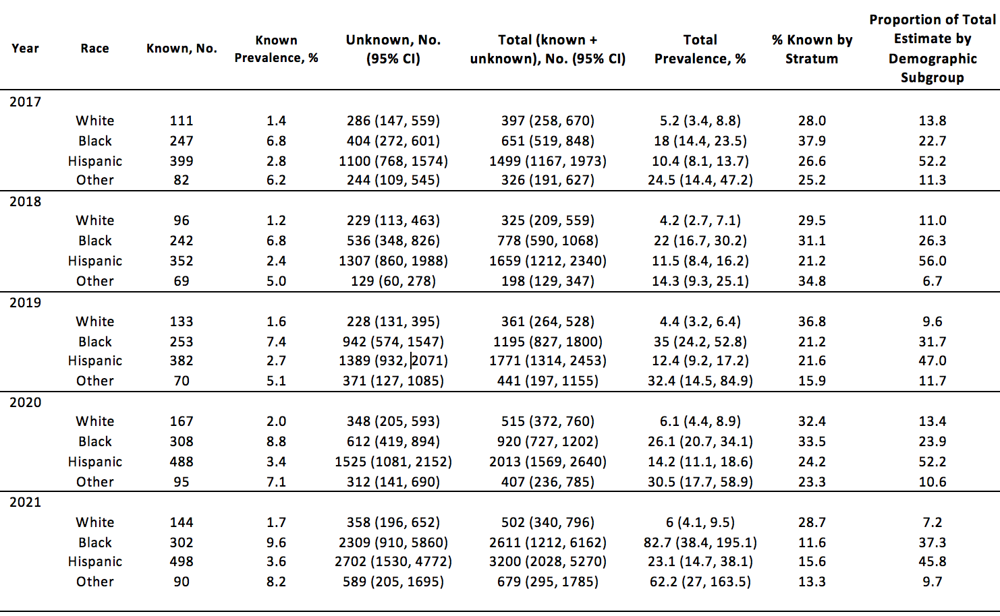 Year Race Known, No. Known Prevalence, % Unknown, No. (95% CI) Total (known + unknown), No. (95% CI) Total Prevalence, % % Known by Stratum Proportion of Total Estimate by Demographic Subgroup
2017
White 111 1.4 286 (147, 559) 397 (258, 670) 5.2 (3.4, 8.8) 28.0 13.8
Black 247 6.8 404 (272, 601) 651 (519, 848) 18 (14.4, 23.5) 37.9 22.7
Hispanic 399 2.8 1100 (768, 1574) 1499 (1167, 1973) 10.4 (8.1, 13.7) 26.6 52.2
Other 82 6.2 244 (109, 545) 326 (191, 627) 24.5 (14.4, 47.2) 25.2 11.3
2018
White 96 1.2 229 (113, 463) 325 (209, 559) 4.2 (2.7, 7.1) 29.5 11.0
Black 242 6.8 536 (348, 826) 778 (590, 1068) 22 (16.7, 30.2) 31.1 26.3
Hispanic 352 2.4 1307 (860, 1988) 1659 (1212, 2340) 11.5 (8.4, 16.2) 21.2 56.0
Other 69 5.0 129 (60, 278) 198 (129, 347) 14.3 (9.3, 25.1) 34.8 6.7
2019
White 133 1.6 228 (131, 395) 361 (264, 528) 4.4 (3.2, 6.4) 36.8 9.6
Black 253 7.4 942 (574, 1547) 1195 (827, 1800) 35 (24.2, 52.8) 21.2 31.7
Hispanic 382 2.7 1389 (932, 2071) 1771 (1314, 2453) 12.4 (9.2, 17.2) 21.6 47.0
Other 70 5.1 371 (127, 1085) 441 (197, 1155) 32.4 (14.5, 84.9) 15.9 11.7
2020
White 167 2.0 348 (205, 593) 515 (372, 760) 6.1 (4.4, 8.9) 32.4 13.4
Black 308 8.8 612 (419, 894) 920 (727, 1202) 26.1 (20.7, 34.1) 33.5 23.9
Hispanic 488 3.4 1525 (1081, 2152) 2013 (1569, 2640) 14.2 (11.1, 18.6) 24.2 52.2
Other 95 7.1 312 (141, 690) 407 (236, 785) 30.5 (17.7, 58.9) 23.3 10.6
2021
White 144 1.7 358 (196, 652) 502 (340, 796) 6 (4.1, 9.5) 28.7 7.2
Black 302 9.6 2309 (910, 5860) 2611 (1212, 6162) 82.7 (38.4, 195.1) 11.6 37.3
Hispanic 498 3.6 2702 (1530, 4772) 3200 (2028, 5270) 23.1 (14.7, 38.1) 15.6 45.8
Other 90 8.2 589 (205, 1695) 679 (295, 1785) 62.2 (27, 163.5) 13.3 9.7